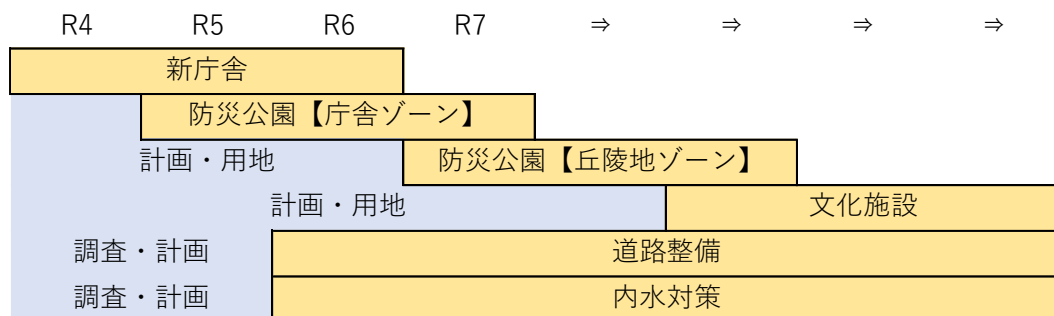 R4 R5 R6 R7 ⇒ ⇒ ⇒ ⇒
新庁舎
防災公園【庁舎ゾーン】
計画・用地 防災公園【丘陵地ゾーン】
計画・用地 文化施設
調査・計画 道路整備
調査・計画 内水対策